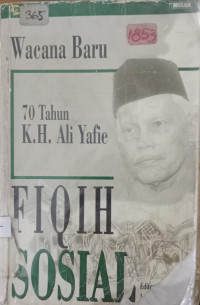 365
1853
Wacana Baru
70 Tahun
K.H. Ali Yafie
FIQIH
SOSIAL